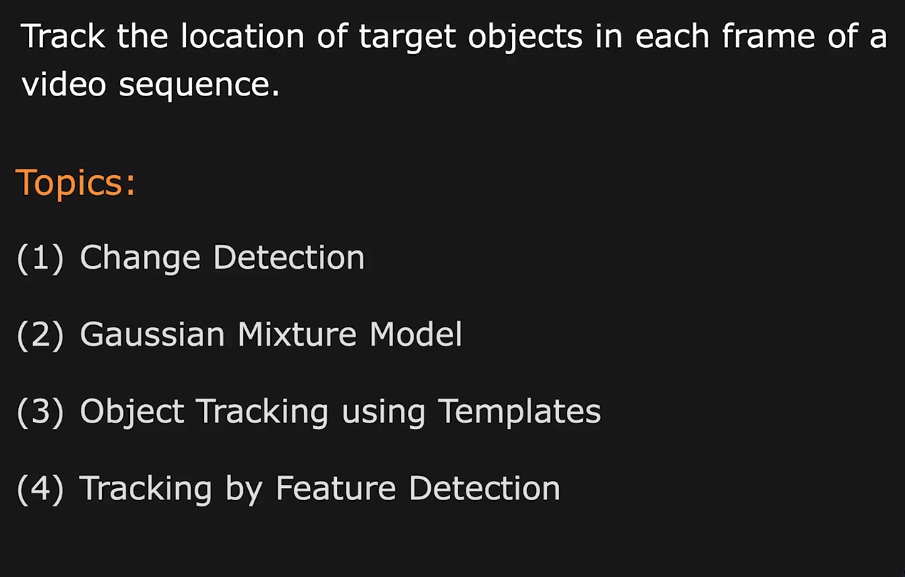 Track the location of target objects in each frame of a
video sequence.
Topics:
(1) Change Detection
(2) Gaussian Mixture Model
(3) Object Tracking using Templates
(4) Tracking by Feature Detection